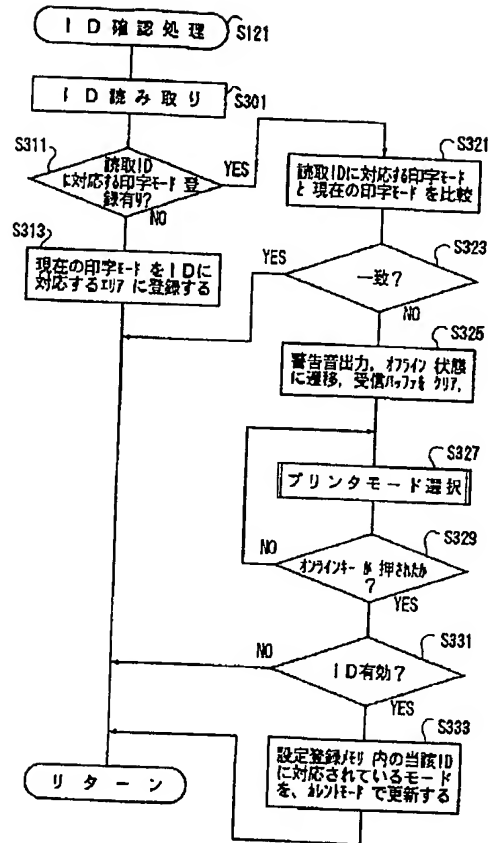 ID確認処理
S121
ID読み取り
S301
S311
読取ID
に対応する印字モード登
録有り?
YES
NO
S313
現在の印字モードをIDに
対応するエリアに登録する
S321
読取IDに対応する印字モード
と現在の印字モードを比較
S323
一致?
YES
NO
S325
警告音出力,オフライン状態
に遷移,受信バッファをクリア.
S327
プリンタモード選択
S329
オンラインキーが押されたか
?
NO
YES
S331
ID有効?
NO
YES
S333
設定登録メモリ内の当該ID
に対応されているモード
を、カレントモードで更新する
リターン